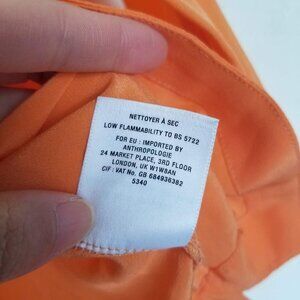 NETTOYER À SEC
LOW FLAMMABILITY TO BS 5722
FOR EU : IMPORTED BY
ANTHROPOLOGIE
24 MARKET PLACE, 3RD FLOOR
LONDON, UK W1W8AN
CIF : VAT No. GB 684936382
5340